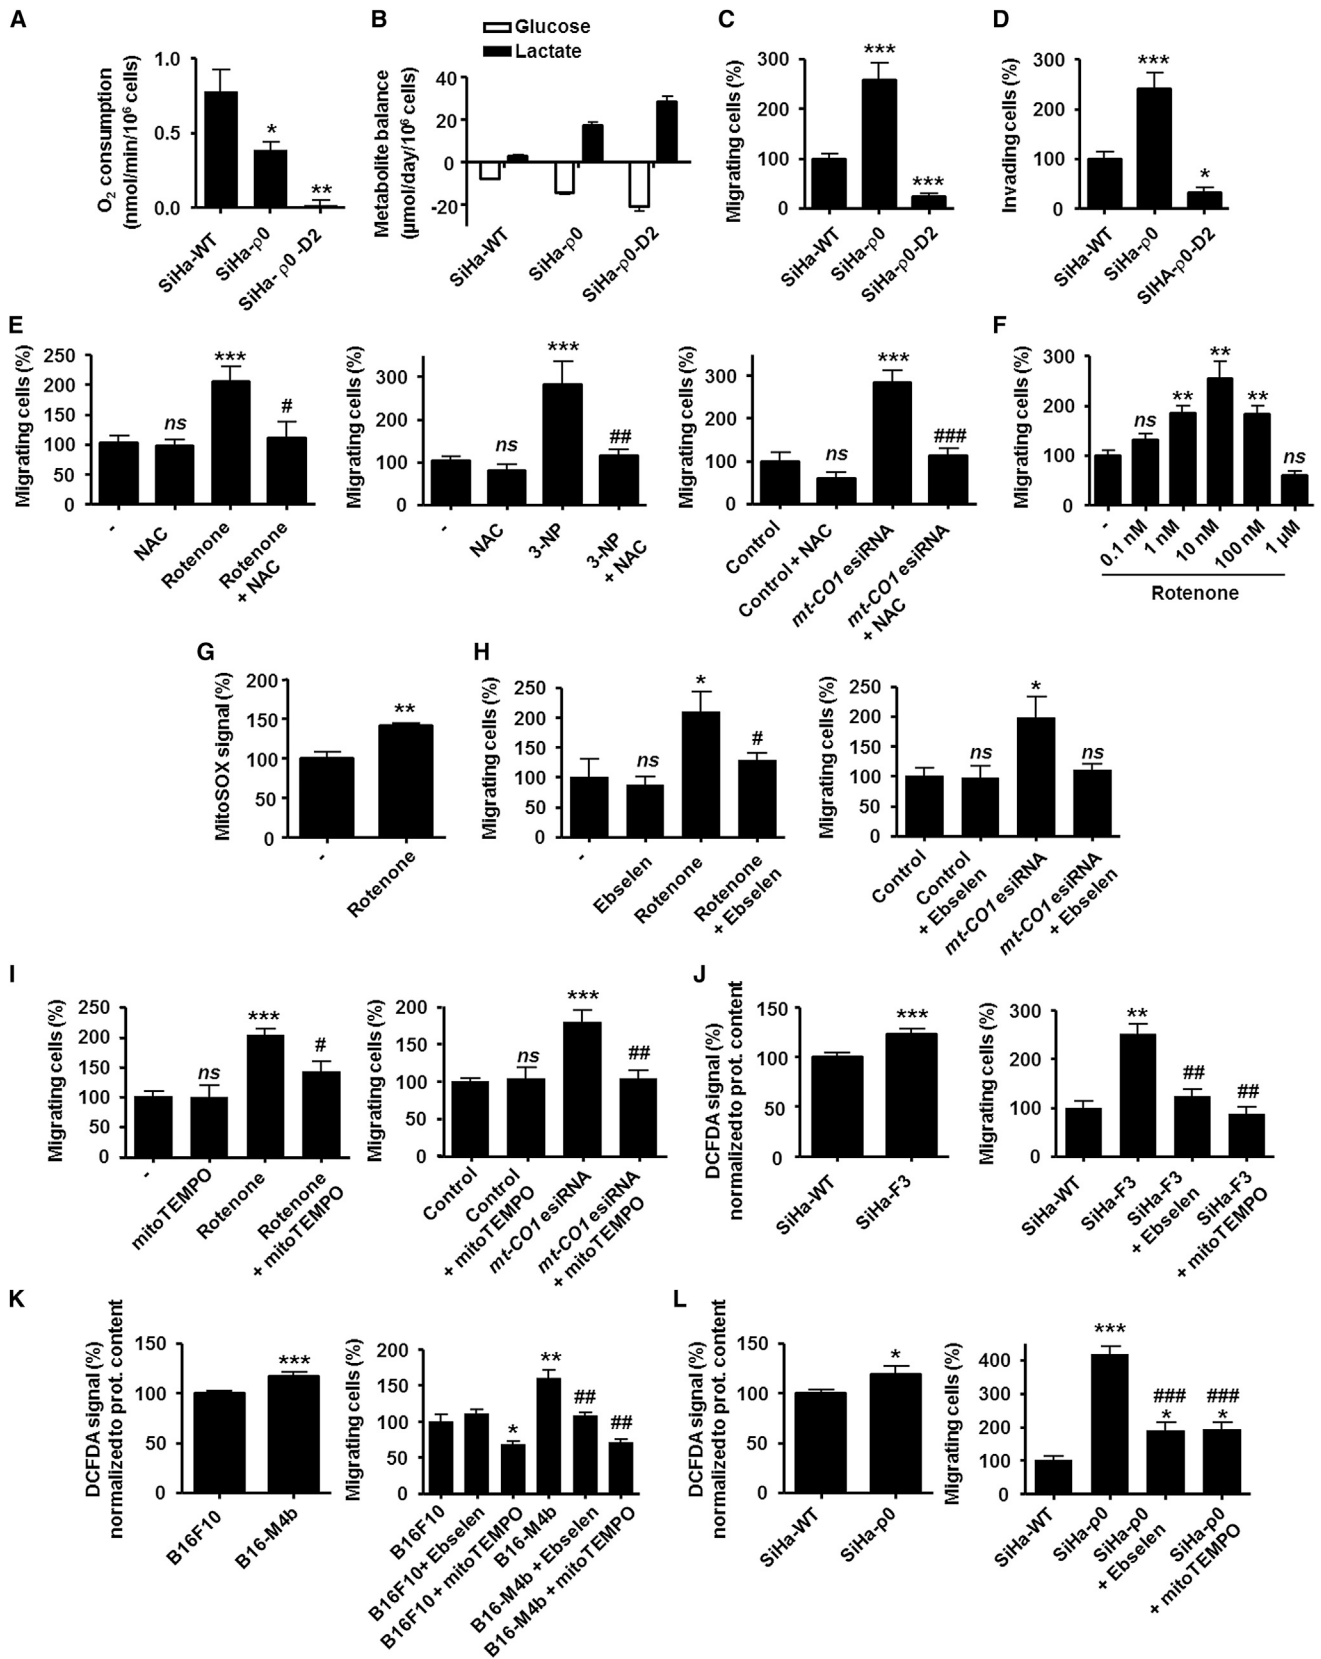 A
O2 consumption
(nmol/min/10^6 cells)
1.0
0.5
0.0
*
**
SiHa-WT
SiHa-ρ0
SiHa- ρ0-D2
B
Glucose
Lactate
Metabolite balance
(µmol/day/10^6 cells)
40
20
0
-20
SiHa-WT
SiHa-ρ0
SiHa-ρ0-D2
C
Migrating cells (%)
300
200
100
0
***
***
SiHa-WT
SiHa-ρ0
SiHa-ρ0-D2
D
Invading cells (%)
300
200
100
0
***
*
SiHa-WT
SiHa-ρ0
SIHA-ρ0-D2
E
Migrating cells (%)
250
200
150
100
50
0
ns
***
#
-
NAC
Rotenone
Rotenone
+ NAC
Migrating cells (%)
300
200
100
0
ns
***
##
-
NAC
3-NP
3-NP
+ NAC
Migrating cells (%)
300
200
100
0
ns
***
###
Control
Control + NAC
mt-CO1 esiRNA
mt-CO1 esiRNA
+ NAC
F
Migrating cells (%)
300
200
100
0
ns
**
**
**
ns
-
0.1 nM
1 nM
10 nM
100 nM
1 µM
Rotenone
G
MitoSOX signal (%)
200
150
100
50
0
**
-
Rotenone
H
Migrating cells (%)
250
200
150
100
50
0
ns
*
#
-
Ebselen
Rotenone
Rotenone
+ Ebselen
Migrating cells (%)
250
200
150
100
50
0
ns
*
ns
Control
Control
+ Ebselen
mt-CO1 esiRNA
mt-CO1 esiRNA
+ Ebselen
I
Migrating cells (%)
250
200
150
100
50
0
ns
***
#
-
mitoTEMPO
Rotenone
Rotenone
+ mitoTEMPO
Migrating cells (%)
200
150
100
50
0
ns
***
##
Control
Control
+ mitoTEMPO
mt-CO1 esiRNA
mt-CO1 esiRNA
+ mitoTEMPO
J
DCFDA signal (%)
normalized to prot. content
150
100
50
0
***
SiHa-WT
SiHa-F3
Migrating cells (%)
300
200
100
0
**
##
##
SiHa-WT
SiHa-F3
SiHa-F3
+ Ebselen
SiHa-F3
+ mitoTEMPO
K
DCFDA signal (%)
normalized to prot. content
150
100
50
0
***
B16F10
B16-M4b
Migrating cells (%)
200
150
100
50
0
*
**
##
##
B16F10
B16F10+ Ebselen
B16F10 + mitoTEMPO
B16-M4b
B16-M4b + Ebselen
B16-M4b + mitoTEMPO
L
DCFDA signal (%)
normalized to prot. content
150
100
50
0
*
SiHa-WT
SiHa-ρ0
Migrating cells (%)
400
300
200
100
0
***
###
*
###
*
SiHa-WT
SiHa-ρ0
SiHa-ρ0
+ Ebselen
SiHa-ρ0
+ mitoTEMPO